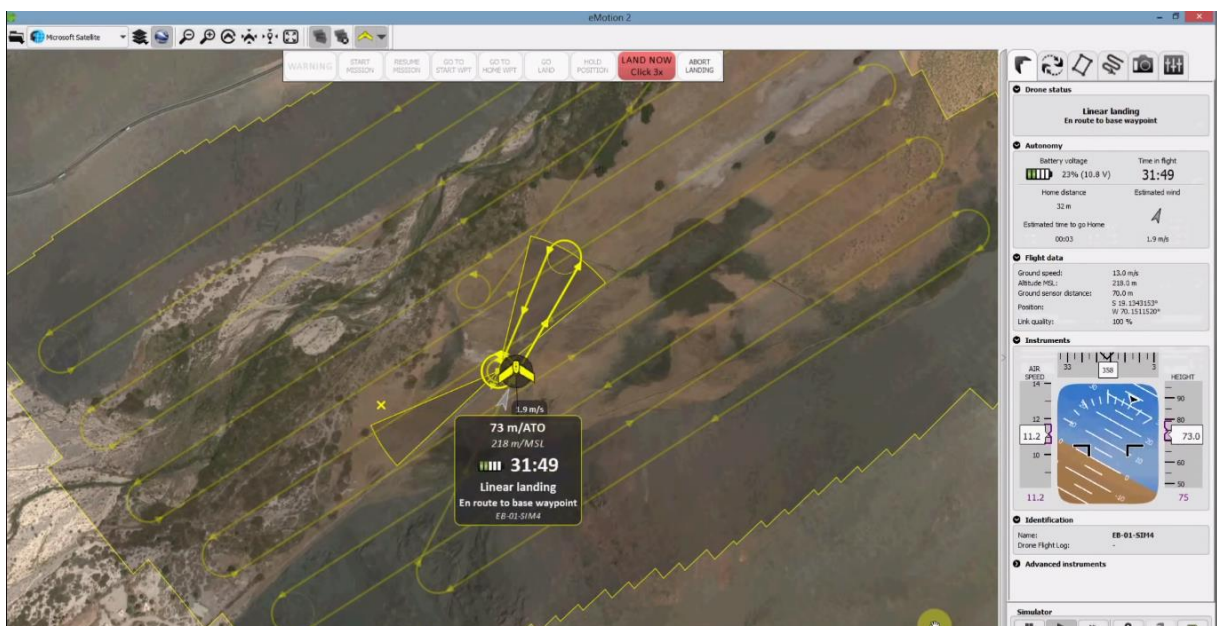 eMotion 2
Microsoft Satellite
WARNING
START MISSION
RESUME MISSION
GO TO START WPT
GO TO HOME WPT
GO LAND
HOLD POSITION
LAND NOW Click 3x
ABORT LANDING
1.9 m/s
73 m/ATO
218 m/MSL
31:49
Linear landing
En route to base waypoint
EB-01-SIM4
Drone status
Linear landing
En route to base waypoint
Autonomy
Battery voltage Time in flight
23% (10.8 V) 31:49
Home distance Estimated wind
32 m
Estimated time to go Home
00:03 1.9 m/s
Flight data
Ground speed: 13.0 m/s
Altitude MSL: 218.0 m
Ground sensor distance: 70.0 m
Position: S 19.1343153°
W 70.1511520°
Link quality: 100 %
Instruments
AIR SPEED 33 358 3 HEIGHT
14 90
12 80
11.2 73.0
10 60
50
11.2 75
Identification
Name: EB-01-SIM4
Drone Flight Log: -
Advanced instruments
Simulator